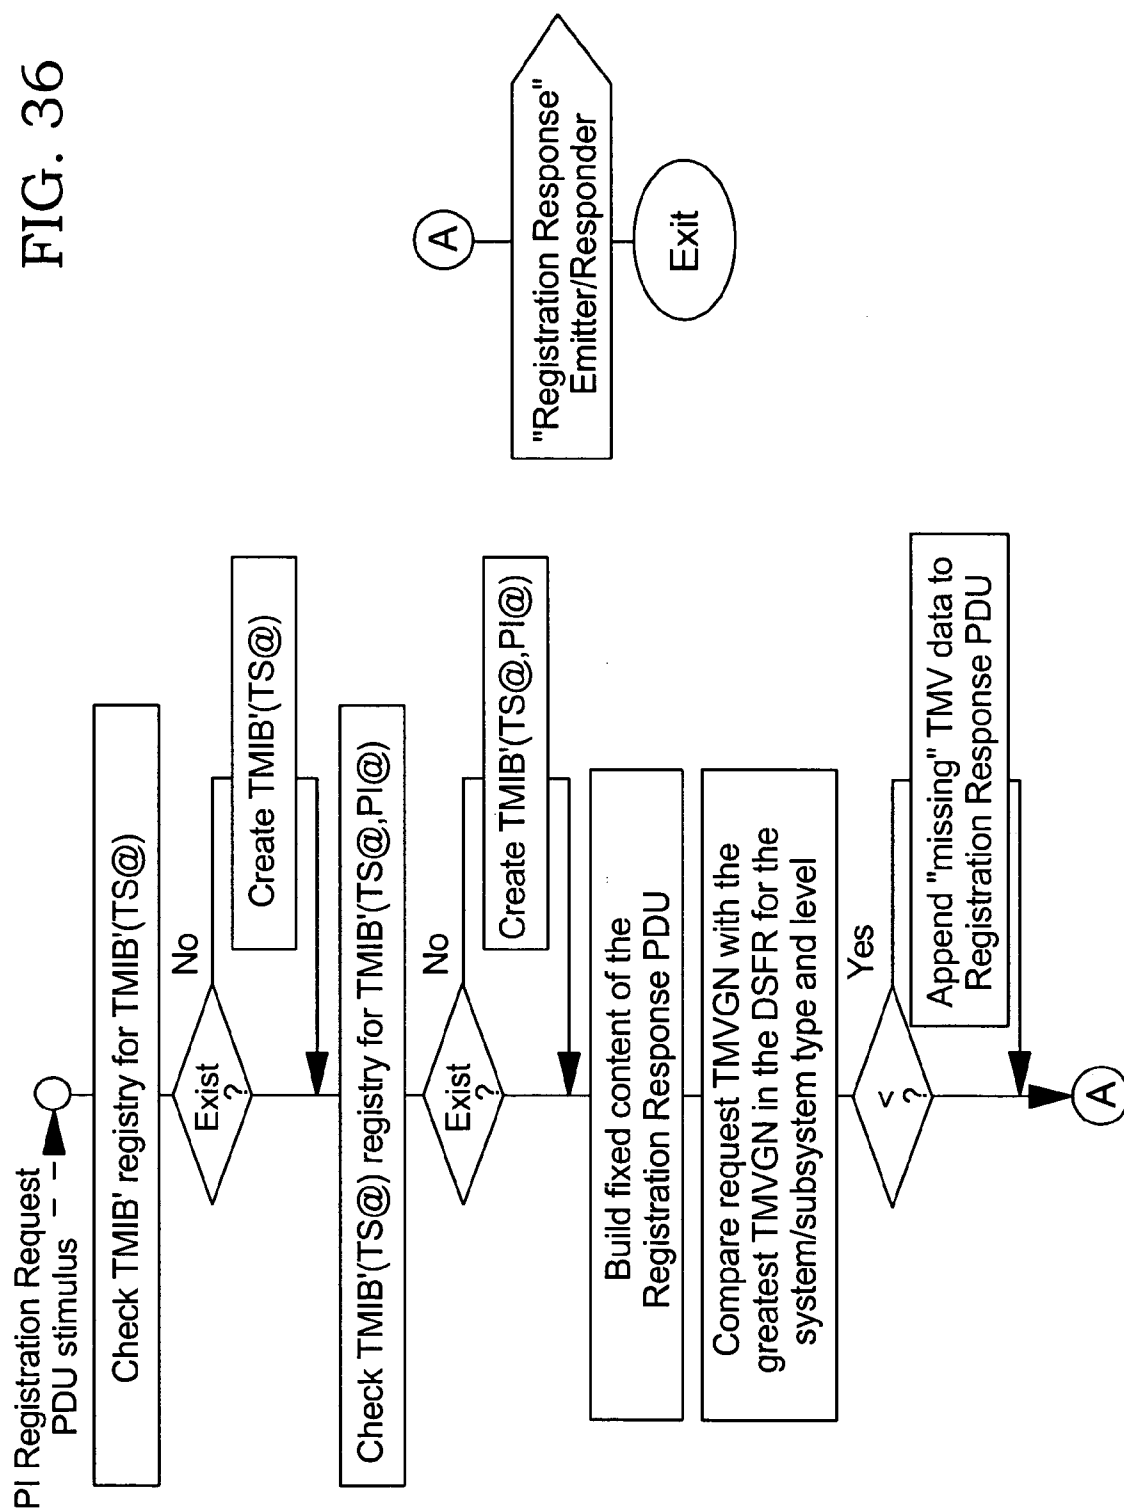 FIG. 36
PI Registration Request
PDU stimulus
Check TMIB' registry for TMIB'(TS@)
Exist
?
No
Create TMIB'(TS@)
Check TMIB'(TS@) registry for TMIB'(TS@,PI@)
Exist
?
No
Create TMIB'(TS@,PI@)
Build fixed content of the
Registration Response PDU
Compare request TMVGN with the
greatest TMVGN in the DSFR for the
system/subsystem type and level
<
?
Yes
Append "missing" TMV data to
Registration Response PDU
A
A
"Registration Response"
Emitter/Responder
Exit